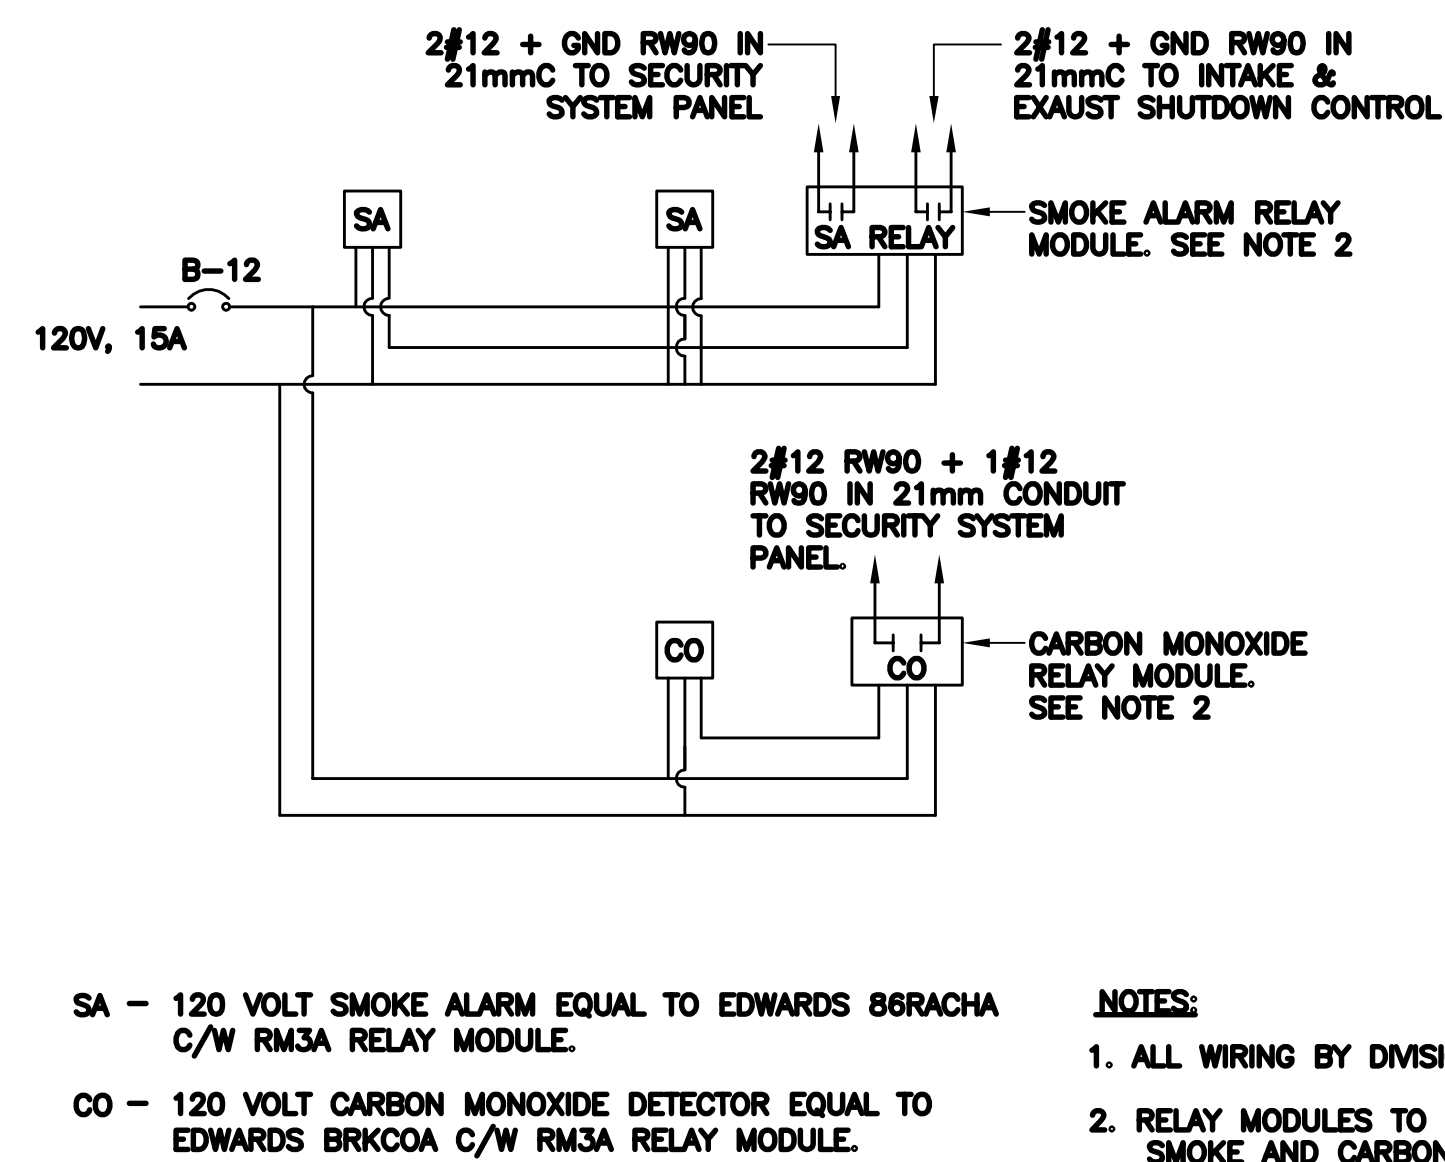 2#12 + GND RW90 IN
21mmC TO SECURITY
SYSTEM PANEL
2#12 + GND RW90 IN
21mmC TO INTAKE &
EXAUST SHUTDOWN CONTROL
SA
SA
SA RELAY
SMOKE ALARM RELAY
MODULE. SEE NOTE 2
B-12
120V, 15A
2#12 RW90 + 1#12
RW90 IN 21mm CONDUIT
TO SECURITY SYSTEM
PANEL.
CO
CO
CARBON MONOXIDE
RELAY MODULE.
SEE NOTE 2
SA - 120 VOLT SMOKE ALARM EQUAL TO EDWARDS 86RACHA
C/W RM3A RELAY MODULE.
CO - 120 VOLT CARBON MONOXIDE DETECTOR EQUAL TO
EDWARDS BRKCOA C/W RM3A RELAY MODULE.
NOTES:
1. ALL WIRING BY DIVISI
2. RELAY MODULES TO
SMOKE AND CARBON